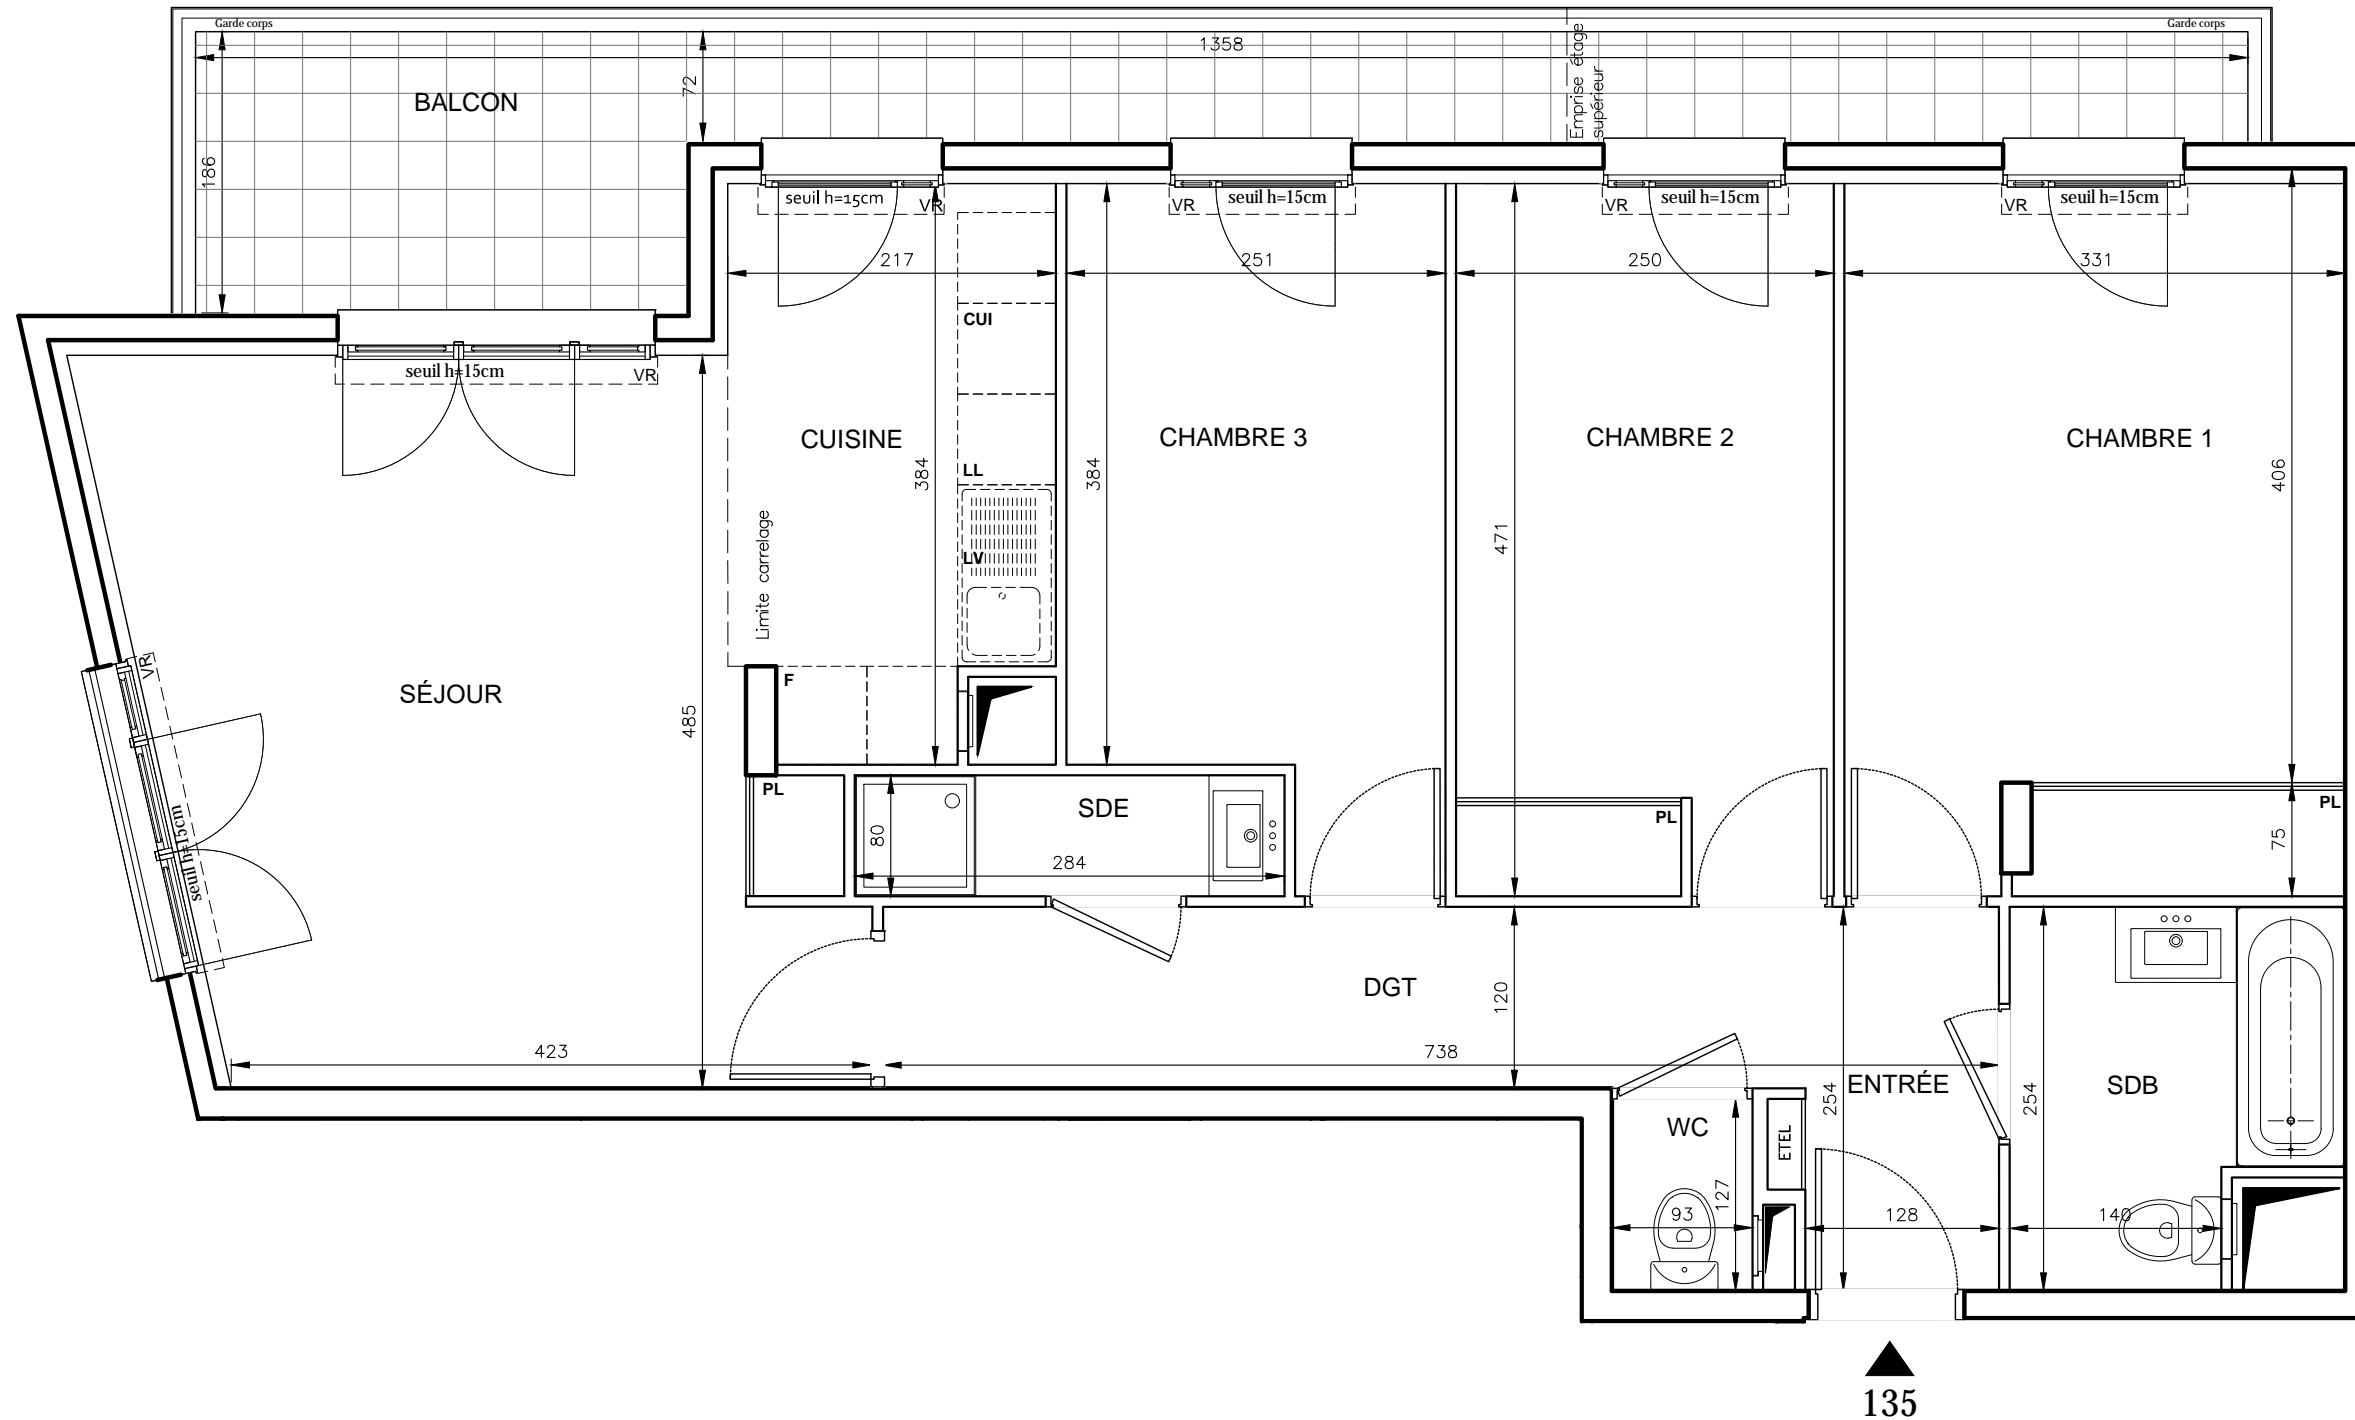 Garde corps
Garde corps
1358
Emprise étage
supérieur
72
BALCON
186
seuil h=15cm
VR
VR
seuil h=15cm
VR
seuil h=15cm
VR
seuil h=15cm
217
251
250
331
CUI
seuil h=15cm
VR
CUISINE
CHAMBRE 3
CHAMBRE 2
CHAMBRE 1
384
384
471
406
LL
LV
Limite carrelage
VR
SÉJOUR
F
485
PL
SDE
PL
PL
80
284
75
seuil h=15cm
DGT
120
423
738
ENTRÉE
254
254
SDB
WC
ETEL
127
93
128
140
135